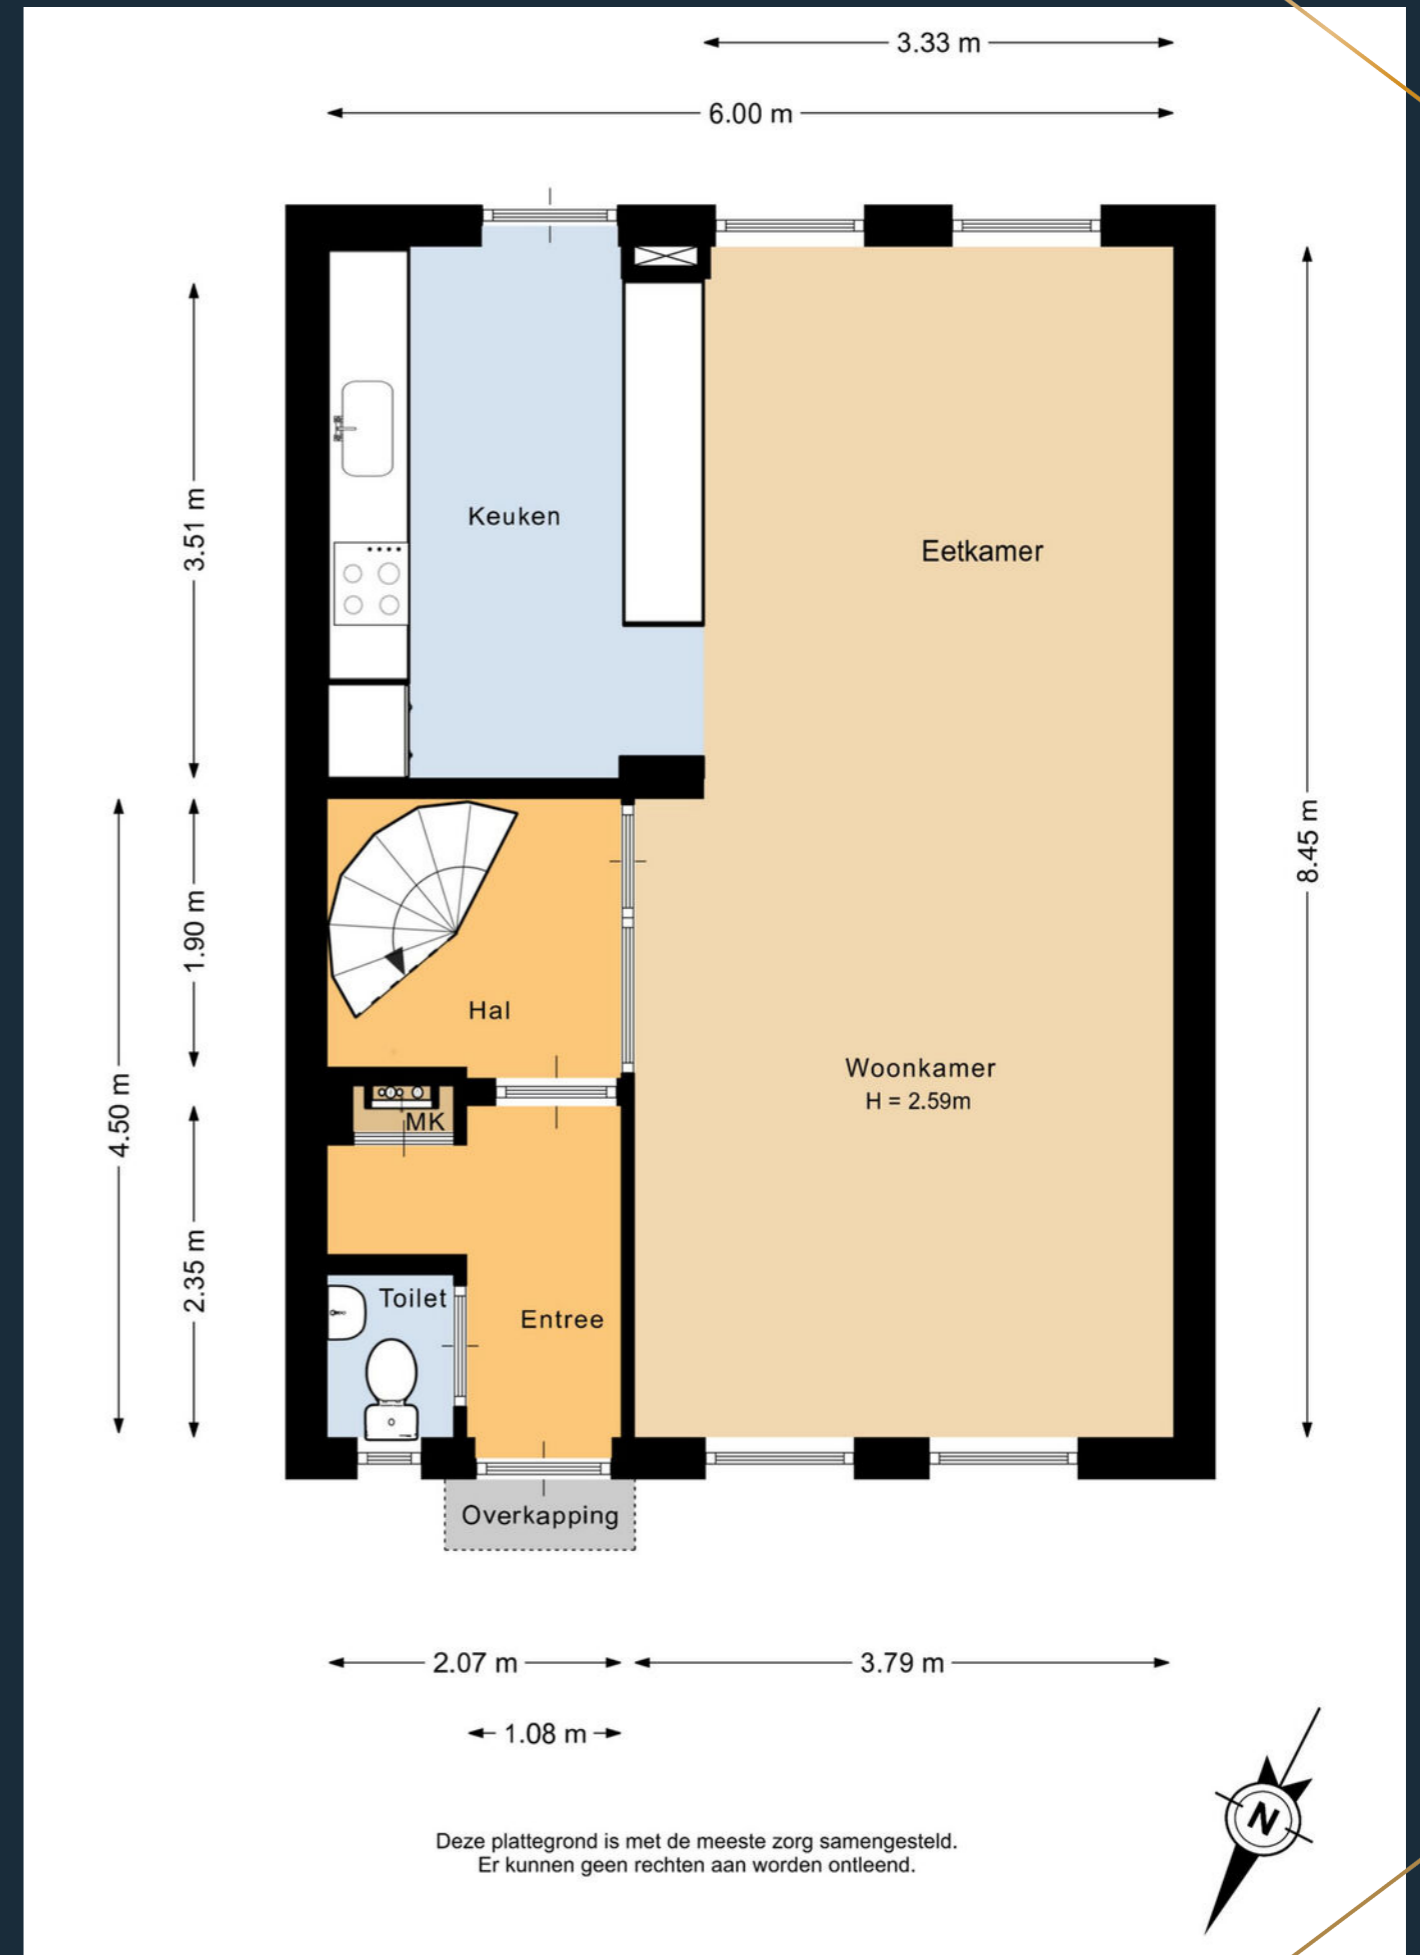 3.33 m
6.00 m
3.51 m
Keuken
Eetkamer
8.45 m
1.90 m
Hal
4.50 m
Woonkamer
H = 2.59m
MK
2.35 m
Toilet
Entree
Overkapping
2.07 m
3.79 m
1.08 m
N
Deze plattegrond is met de meeste zorg samengesteld.
Er kunnen geen rechten aan worden ontleend.